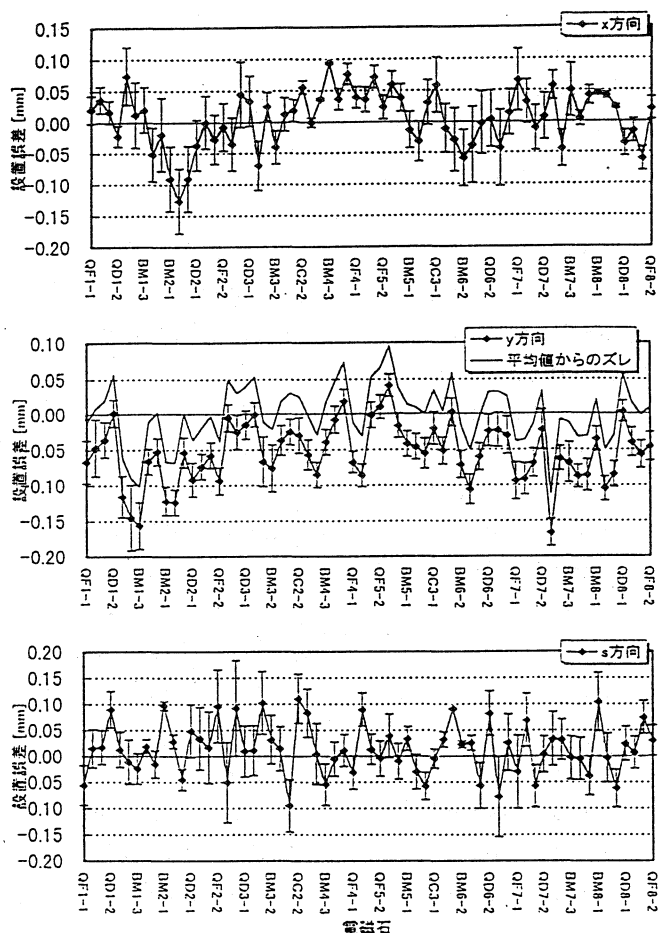 x方向
設置誤差 [mm]
0.15
0.10
0.05
0.00
-0.05
-0.10
-0.15
-0.20
QF1-1
QD1-2
BM1-3
BM2-1
QD2-1
QF2-2
QD3-1
BM3-2
QC2-2
BM4-3
QF4-1
QF5-2
BM5-1
QC3-1
BM6-2
QD6-2
QF7-1
QD7-2
BM7-3
BM8-1
QD8-1
QF8-2
y方向
平均値からのズレ
設置誤差 [mm]
0.10
0.05
0.00
-0.05
-0.10
-0.15
-0.20
QF1-1
QD1-2
BM1-3
BM2-1
QD2-1
QF2-2
QD3-1
BM3-2
QC2-2
BM4-3
QF4-1
QF5-2
BM5-1
QC3-1
BM6-2
QD6-2
QF7-1
QD7-2
BM7-3
BM8-1
QD8-1
QF8-2
s方向
設置誤差 [mm]
0.20
0.15
0.10
0.05
0.00
-0.05
-0.10
-0.15
-0.20
QF1-1
QD1-2
BM1-3
BM2-1
QD2-1
QF2-2
QD3-1
BM3-2
QC2-2
BM4-3
QF4-1
QF5-2
BM5-1
QC3-1
BM6-2
QD6-2
QF7-1
QD7-2
BM7-3
BM8-1
QD8-1
QF8-2